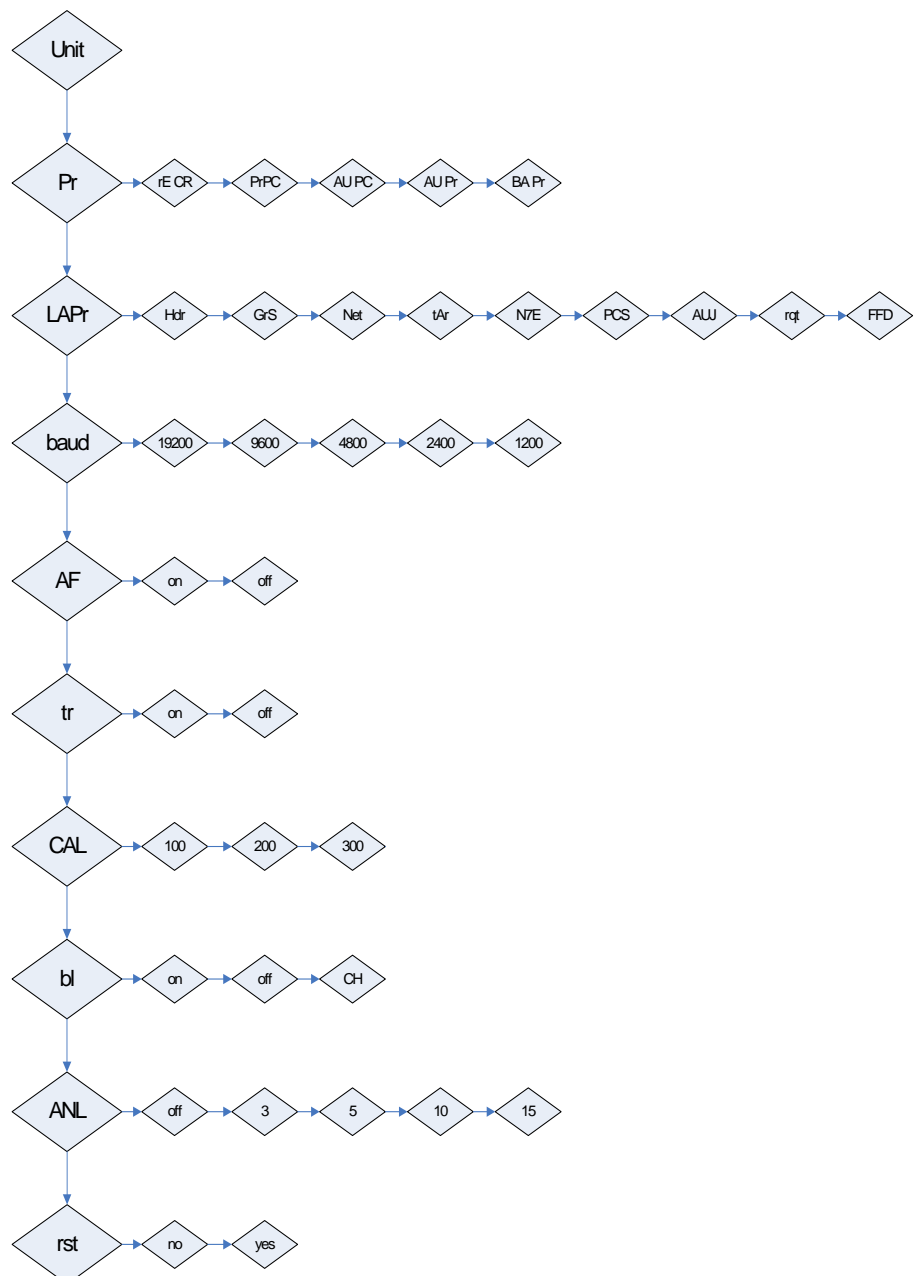 Unit
Pr rE CR PrPC AU PC AU Pr BA Pr
LAPr Hdr GrS Net tAr N7E PCS AUJ rqt FFD
baud 19200 9600 4800 2400 1200
AF on off
tr on off
CAL 100 200 300
bl on off CH
ANL off 3 5 10 15
rst no yes